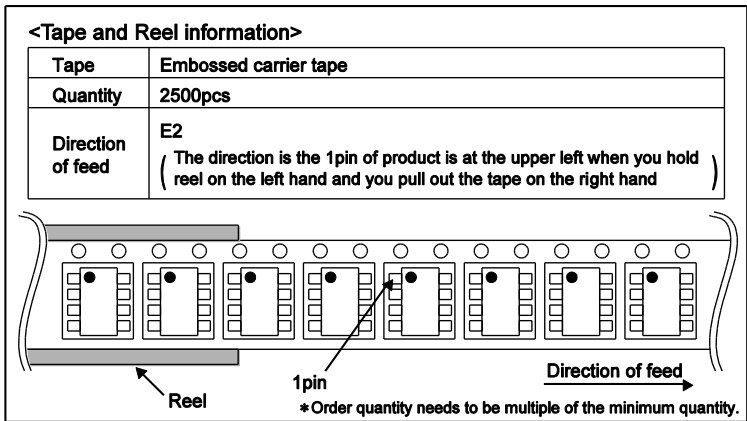 <Tape and Reel information>
Tape Embossed carrier tape
Quantity 2500pcs
Direction of feed E2
( The direction is the 1pin of product is at the upper left when you hold
reel on the left hand and you pull out the tape on the right hand )
Direction of feed
1pin
Reel
*Order quantity needs to be multiple of the minimum quantity.